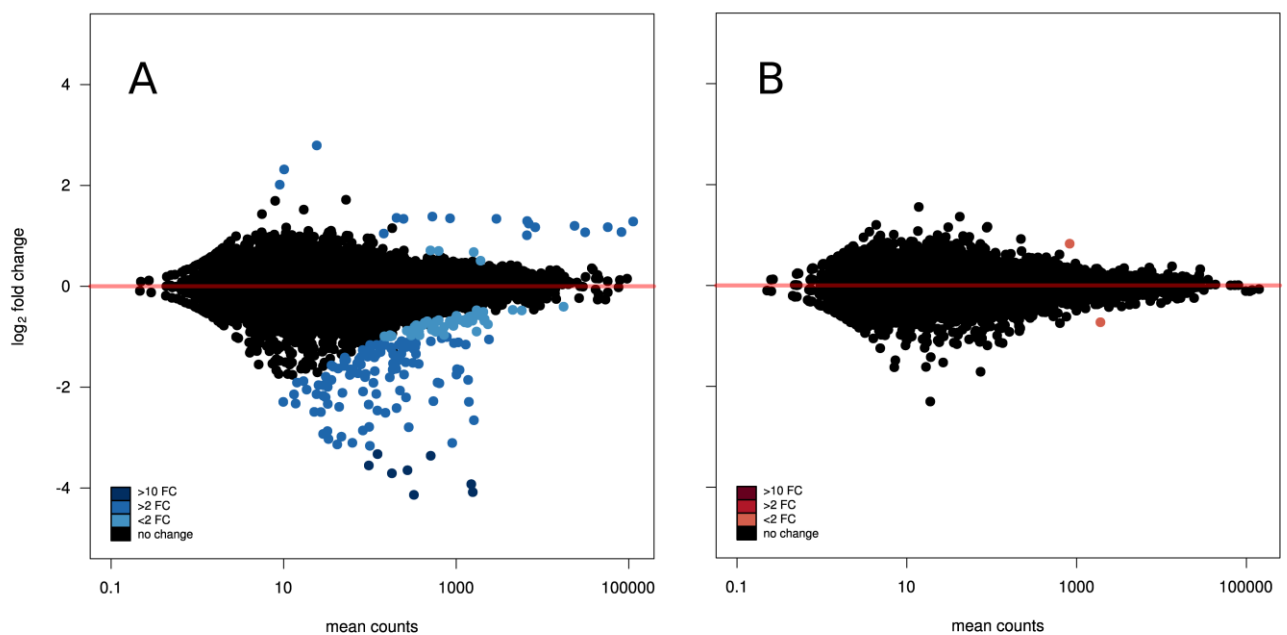 A
B
4
2
0
-2
-4
log2 fold change
>10 FC
>2 FC
<2 FC
no change
0.1
10
1000
100000
mean counts
>10 FC
>2 FC
<2 FC
no change
0.1
10
1000
100000
mean counts